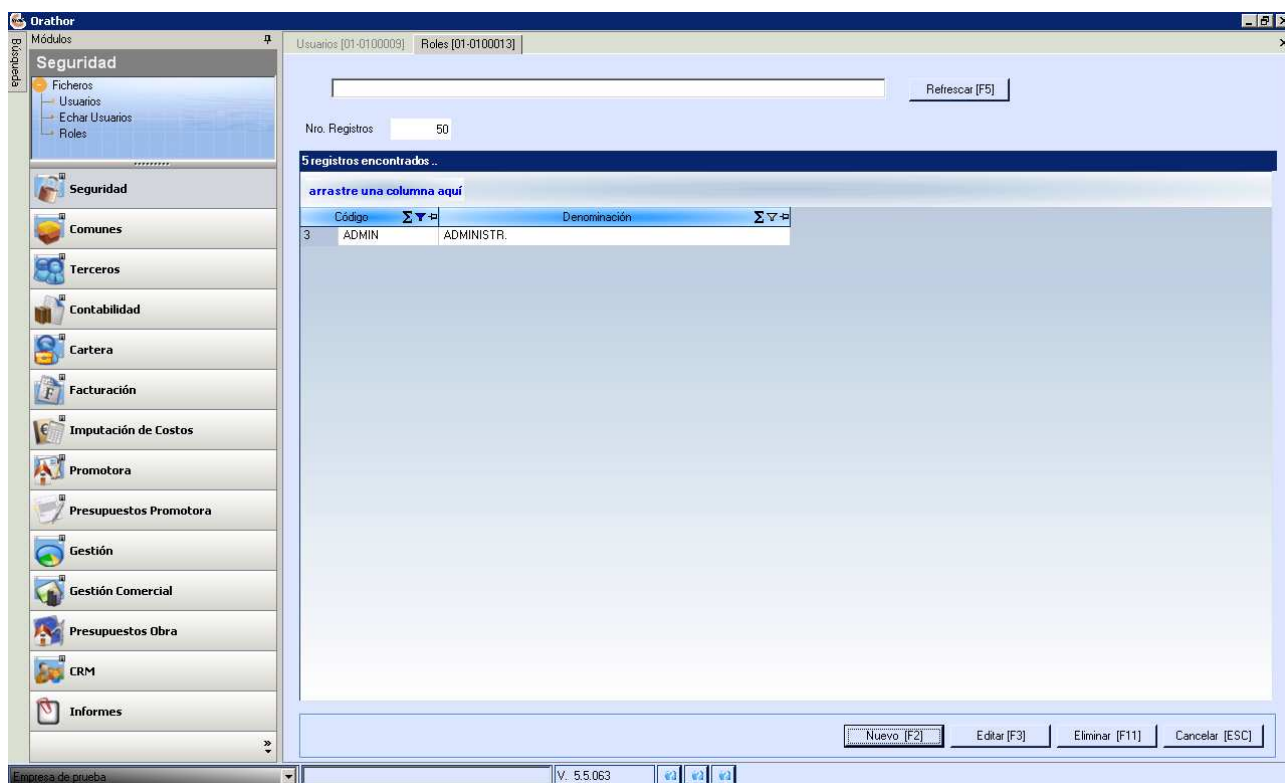 Orathor
Búsqueda
Módulos
Seguridad
Ficheros
Usuarios
Echar Usuarios
Roles
Seguridad
Comunes
Terceros
Contabilidad
Cartera
Facturación
Imputación de Costos
Promotora
Presupuestos Promotora
Gestión
Gestión Comercial
Presupuestos Obra
CRM
Informes
Usuarios [01-0100009] Roles [01-0100013]
Refrescar [F5]
Nro. Registros 50
5 registros encontrados ..
arrastre una columna aquí
Código Σ Denominación Σ
3 ADMIN ADMINISTR.
Nuevo [F2] Editar [F3] Eliminar [F11] Cancelar [ESC]
Empresa de prueba V. 5.5.063